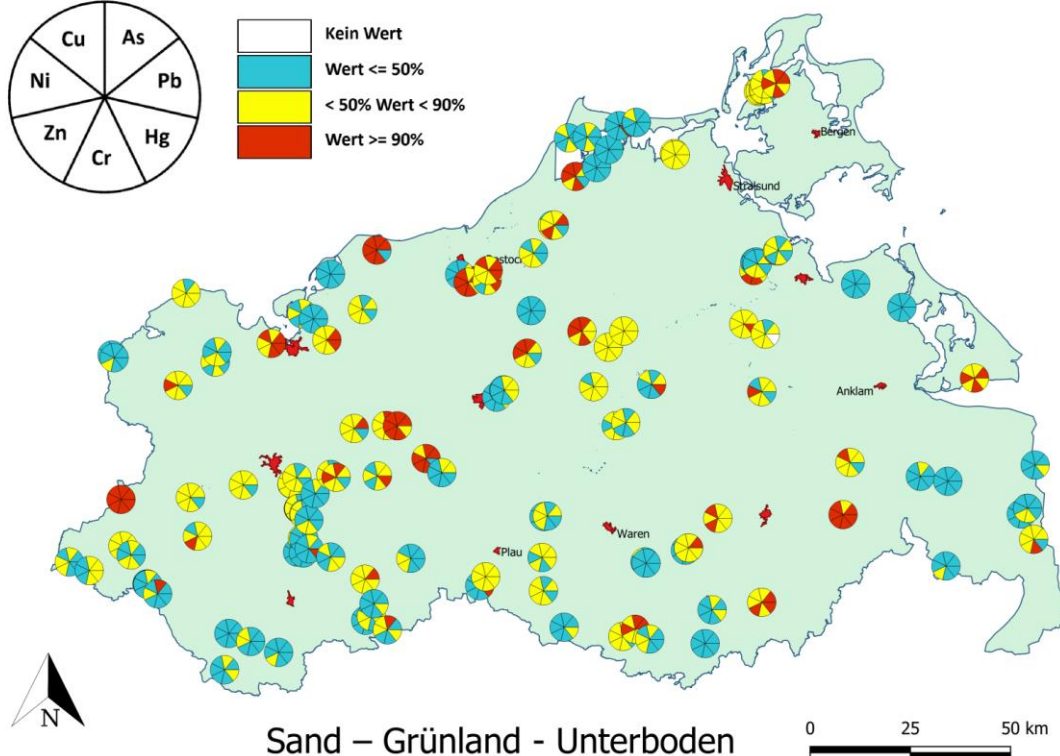 Cu As
Ni Pb
Zn Hg
Cr
Kein Wert
Wert <= 50%
< 50% Wert < 90%
Wert >= 90%
Bergen
Stralsund
Anklam
Waren
Plau
N
Sand – Grünland - Unterboden
0 25 50 km